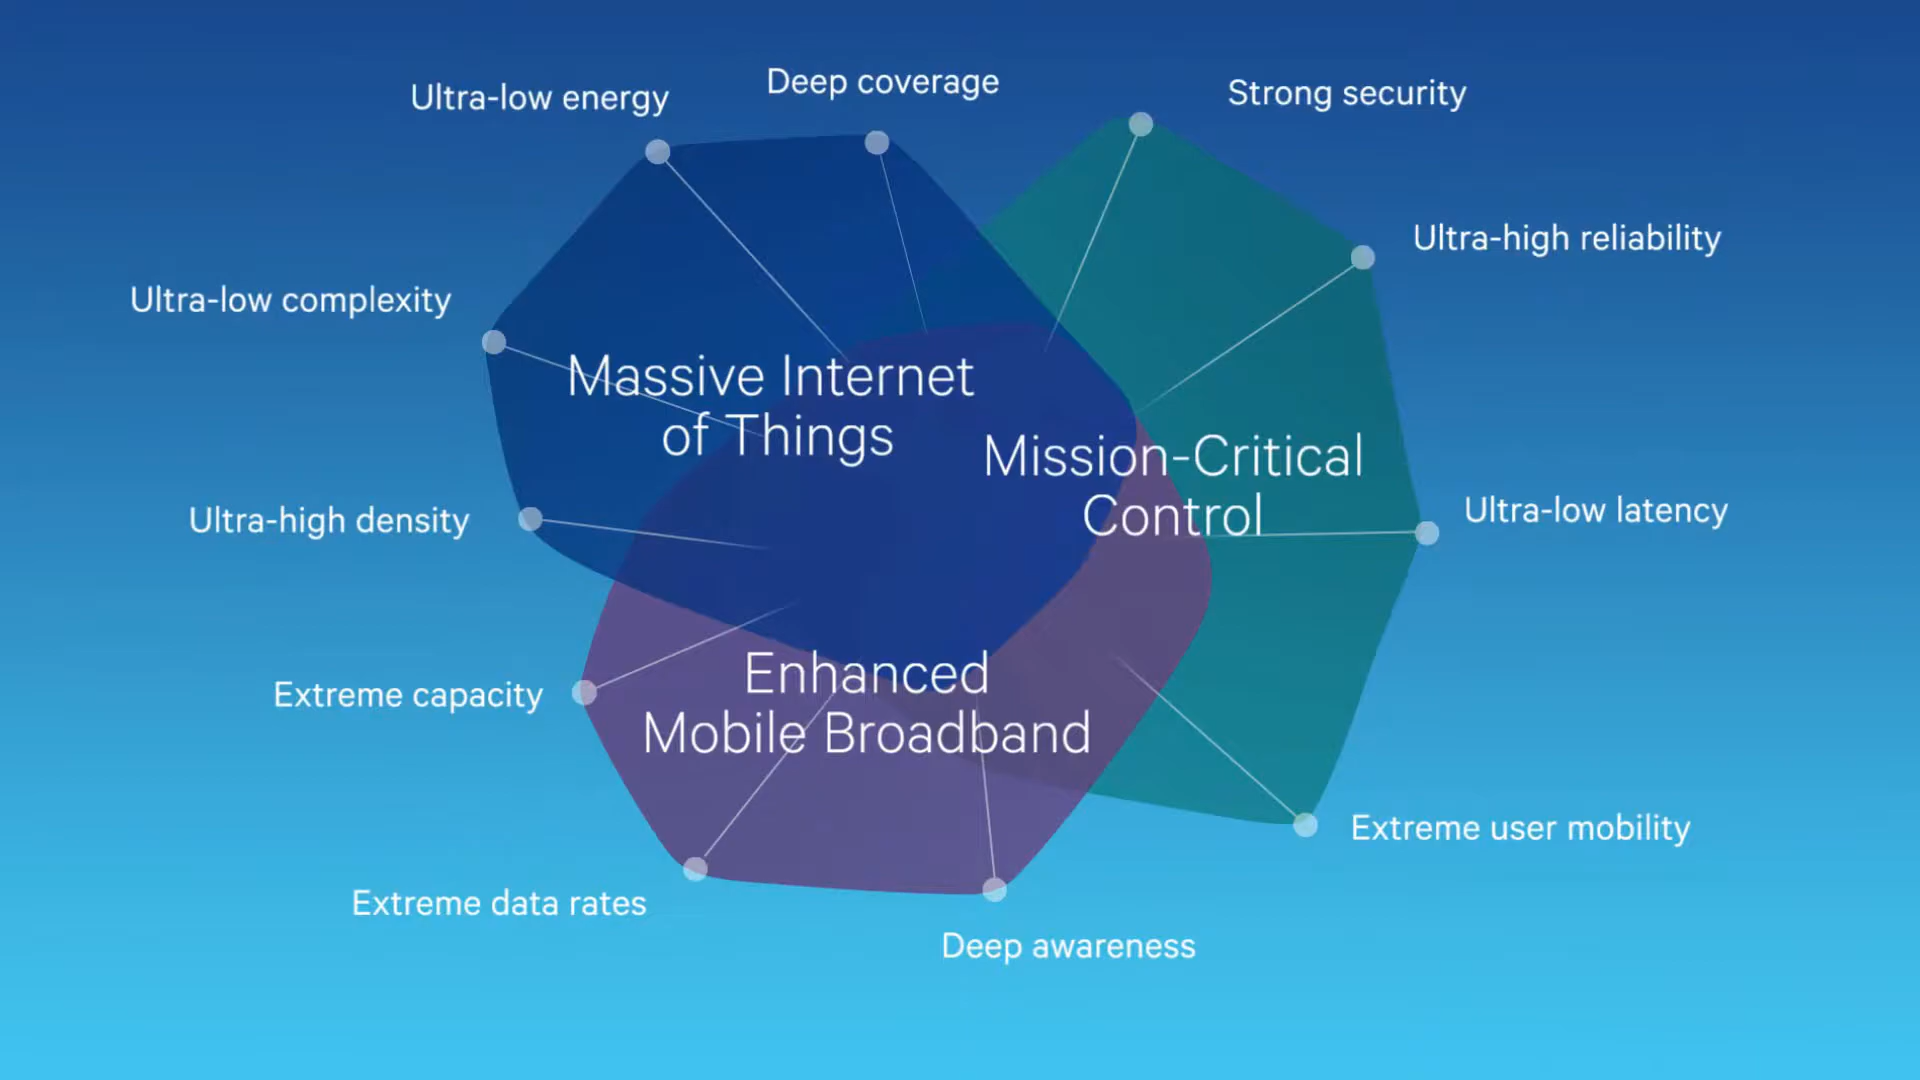 Ultra-low energy
Deep coverage
Strong security
Ultra-high reliability
Ultra-low complexity
Massive Internet
of Things
Mission-Critical
Control
Ultra-high density
Ultra-low latency
Enhanced
Mobile Broadband
Extreme capacity
Extreme user mobility
Extreme data rates
Deep awareness